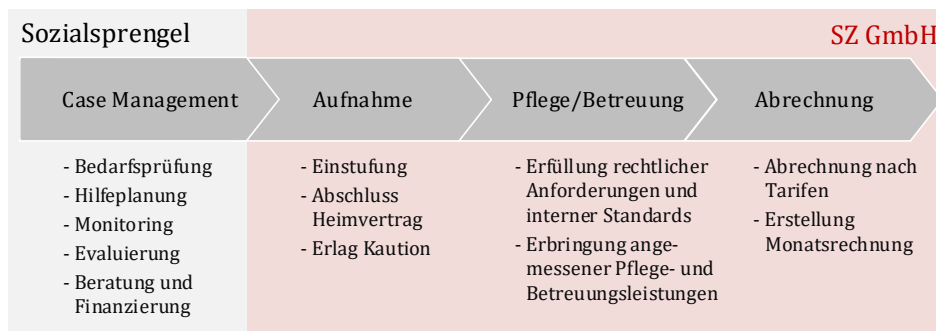 Sozialsprengel
SZ GmbH
Case Management
Aufnahme
Pflege/Betreuung
Abrechnung
- Bedarfsprüfung
- Hilfeplanung
- Monitoring
- Evaluierung
- Beratung und
Finanzierung
- Einstufung
- Abschluss
Heimvertrag
- Erlag Kaution
- Erfüllung rechtlicher
Anforderungen und
interner Standards
- Erbringung ange-
messener Pflege- und
Betreuungsleistungen
- Abrechnung nach
Tarifen
- Erstellung
Monatsrechnung